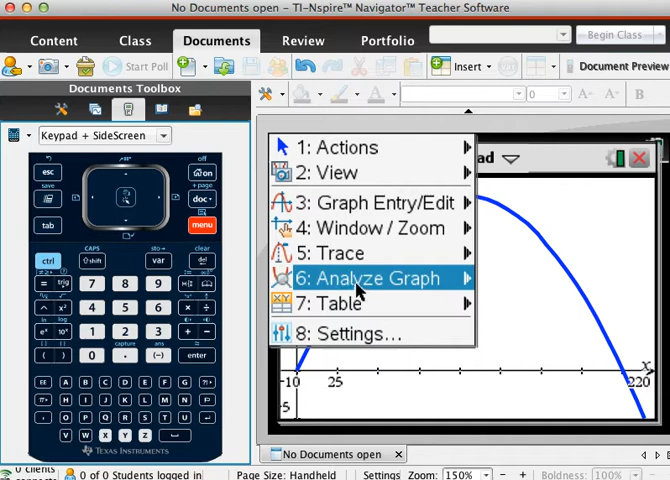 No Documents open - TI-Nspire™ Navigator™ Teacher Software
Content Class Documents Review Portfolio Begin Class
Start Poll Insert Document Preview
Documents Toolbox
Keypad + SideScreen
esc off on
save + page
doc
tab menu
CAPS sto→ clear
ctrl shift var del
= trig 7 8 9
^ x² 4 5 6 × ÷
eˣ 10ˣ 1 2 3 + −
capture ans
( ) 0 . (−) enter
EE A B C D E F G ?!
π H I J K L M N
, O P Q R S T U
V W X Y Z
TEXAS INSTRUMENTS
1: Actions
2: View
3: Graph Entry/Edit
4: Window / Zoom
5: Trace
6: Analyze Graph
7: Table
8: Settings...
ad
x
-10 25 220
-5
No Documents open
0 clients
0 of 0 Students logged in Page Size: Handheld Settings Zoom: 150% − + Boldness: 100%